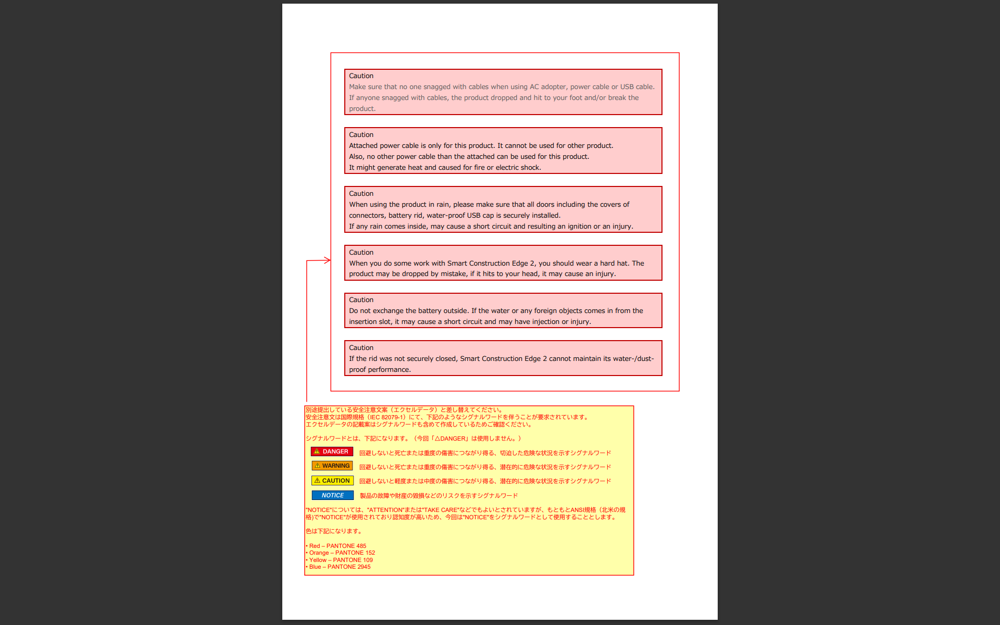 Caution
Make sure that no one snagged with cables when using AC adopter, power cable or USB cable.
If anyone snagged with cables, the product dropped and hit to your foot and/or break the
product.
Caution
Attached power cable is only for this product. It cannot be used for other product.
Also, no other power cable than the attached can be used for this product.
It might generate heat and caused for fire or electric shock.
Caution
When using the product in rain, please make sure that all doors including the covers of
connectors, battery rid, water-proof USB cap is securely installed.
If any rain comes inside, may cause a short circuit and resulting an ignition or an injury.
Caution
When you do some work with Smart Construction Edge 2, you should wear a hard hat. The
product may be dropped by mistake, if it hits to your head, it may cause an injury.
Caution
Do not exchange the battery outside. If the water or any foreign objects comes in from the
insertion slot, it may cause a short circuit and may have injection or injury.
Caution
If the rid was not securely closed, Smart Construction Edge 2 cannot maintain its water-/dust-
proof performance.
別途提出している安全注意文案（エクセルデータ）と差し替えてください。
安全注意文は国際規格（IEC 82079-1）にて、下記のようなシグナルワードを伴うことが要求されています。
エクセルデータの記載案はシグナルワードも含めて作成しているためご確認ください。
シグナルワードとは、下記になります。（今回「△DANGER」は使用しません。）
⚠ DANGER 回避しないと死亡または重度の傷害につながり得る、切迫した危険な状況を示すシグナルワード
⚠ WARNING 回避しないと死亡または重度の傷害につながり得る、潜在的に危険な状況を示すシグナルワード
⚠ CAUTION 回避しないと軽度または中度の傷害につながり得る、潜在的に危険な状況を示すシグナルワード
NOTICE 製品の故障や財産の毀損などのリスクを示すシグナルワード
"NOTICE"については、"ATTENTION"または"TAKE CARE"などでもよいとされていますが、もともとANSI規格（北米の規
格)で"NOTICE"が使用されており認知度が高いため、今回は"NOTICE"をシグナルワードとして使用することとします。
色は下記になります。
• Red – PANTONE 485
• Orange – PANTONE 152
• Yellow – PANTONE 109
• Blue – PANTONE 2945